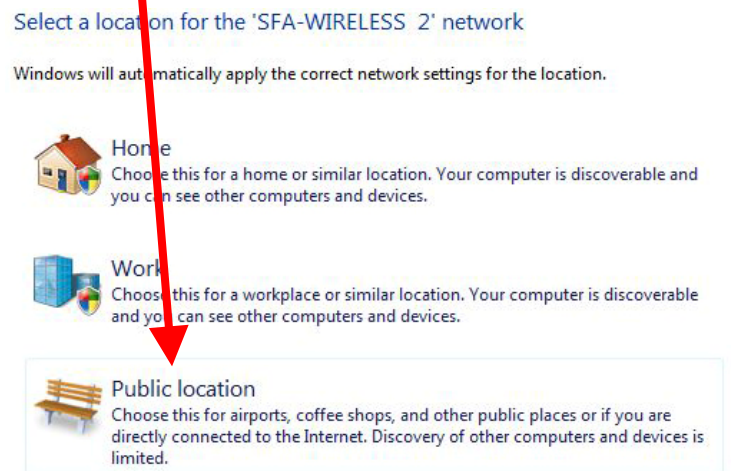 Select a location for the 'SFA-WIRELESS 2' network
Windows will automatically apply the correct network settings for the location.
Home
Choose this for a home or similar location. Your computer is discoverable and
you can see other computers and devices.
Work
Choose this for a workplace or similar location. Your computer is discoverable
and you can see other computers and devices.
Public location
Choose this for airports, coffee shops, and other public places or if you are
directly connected to the Internet. Discovery of other computers and devices is
limited.